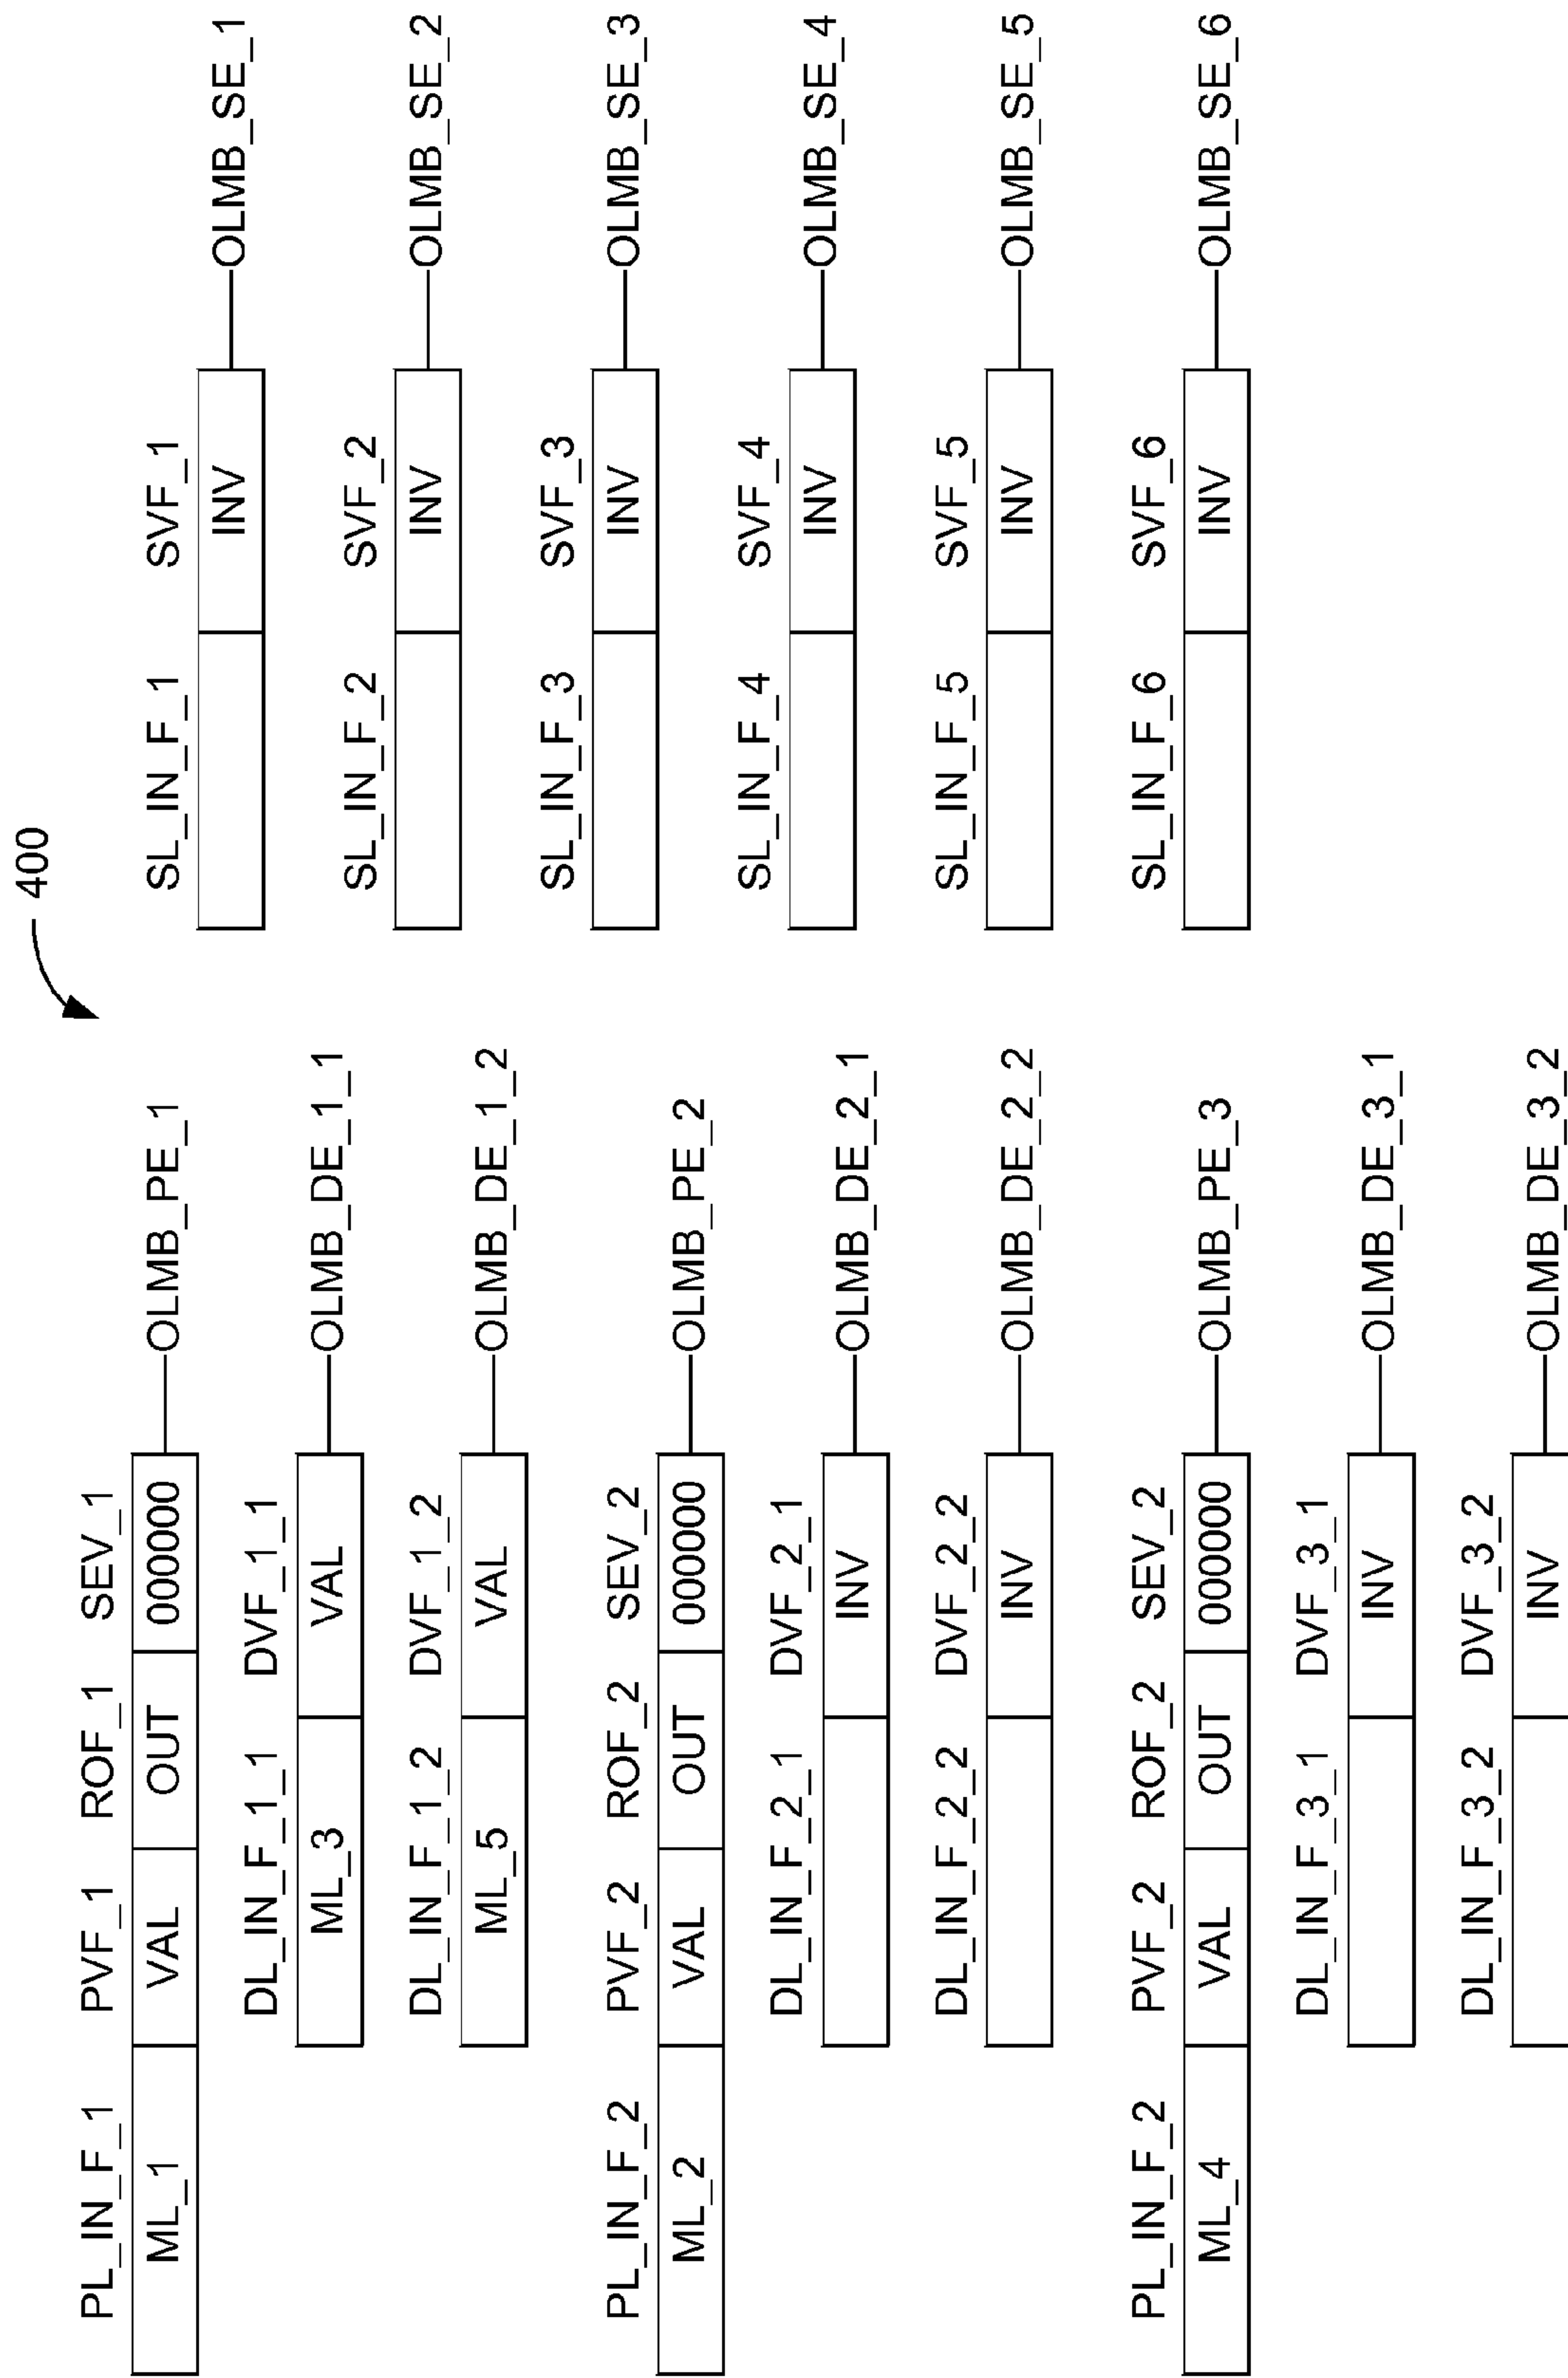 400
PL_IN_F_1 PVF_1 ROF_1 SEV_1
ML_1 VAL OUT 000000 OLMB_PE_1
DL_IN_F_1_1 DVF_1_1
ML_3 VAL OLMB_DE_1_1
DL_IN_F_1_2 DVF_1_2
ML_5 VAL OLMB_DE_1_2
PL_IN_F_2 PVF_2 ROF_2 SEV_2
ML_2 VAL OUT 000000 OLMB_PE_2
DL_IN_F_2_1 DVF_2_1
INV OLMB_DE_2_1
DL_IN_F_2_2 DVF_2_2
INV OLMB_DE_2_2
PL_IN_F_2 PVF_2 ROF_2 SEV_2
ML_4 VAL OUT 000000 OLMB_PE_3
DL_IN_F_3_1 DVF_3_1
INV OLMB_DE_3_1
DL_IN_F_3_2 DVF_3_2
INV OLMB_DE_3_2
SL_IN_F_1 SVF_1
INV OLMB_SE_1
SL_IN_F_2 SVF_2
INV OLMB_SE_2
SL_IN_F_3 SVF_3
INV OLMB_SE_3
SL_IN_F_4 SVF_4
INV OLMB_SE_4
SL_IN_F_5 SVF_5
INV OLMB_SE_5
SL_IN_F_6 SVF_6
INV OLMB_SE_6